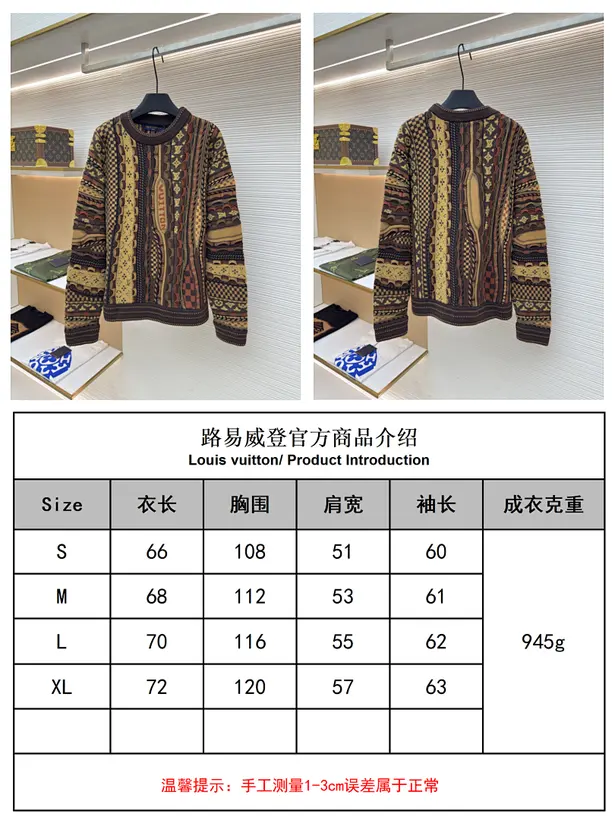 路易威登官方商品介绍
Louis vuitton/ Product Introduction
Size 衣长 胸围 肩宽 袖长 成衣克重
S 66 108 51 60
M 68 112 53 61
L 70 116 55 62
XL 72 120 57 63
945g
温馨提示：手工测量1-3cm误差属于正常